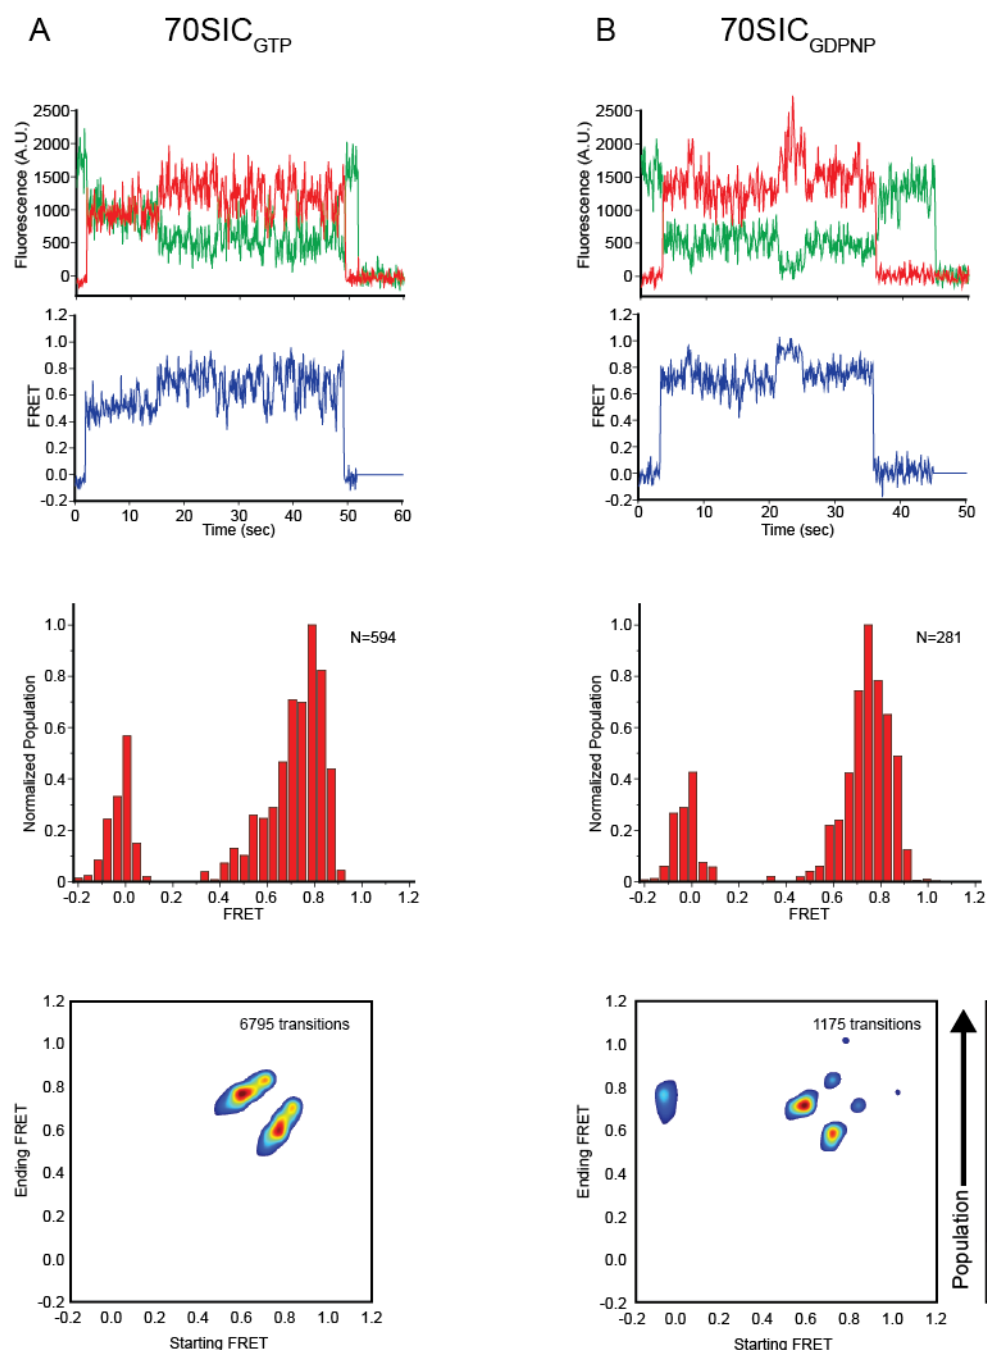 A 70SIC GTP
B 70SIC GDPNP
Fluorescence (A.U.)
2500
2000
1500
1000
500
0
Fluorescence (A.U.)
2500
2000
1500
1000
500
0
FRET
1.2
1.0
0.8
0.6
0.4
0.2
0.0
-0.2
0 10 20 30 40 50 60
Time (sec)
FRET
1.2
1.0
0.8
0.6
0.4
0.2
0.0
-0.2
0 10 20 30 40 50
Time (sec)
Normalized Population
1.0
0.8
0.6
0.4
0.2
0
N=594
-0.2 0.0 0.2 0.4 0.6 0.8 1.0 1.2
FRET
Normalized Population
1.0
0.8
0.6
0.4
0.2
0
N=281
-0.2 0.0 0.2 0.4 0.6 0.8 1.0 1.2
FRET
Ending FRET
1.2
1.0
0.8
0.6
0.4
0.2
0.0
-0.2
6795 transitions
-0.2 0.0 0.2 0.4 0.6 0.8 1.0 1.2
Starting FRET
Ending FRET
1.2
1.0
0.8
0.6
0.4
0.2
0.0
-0.2
1175 transitions
-0.2 0.0 0.2 0.4 0.6 0.8 1.0 1.2
Starting FRET
Population